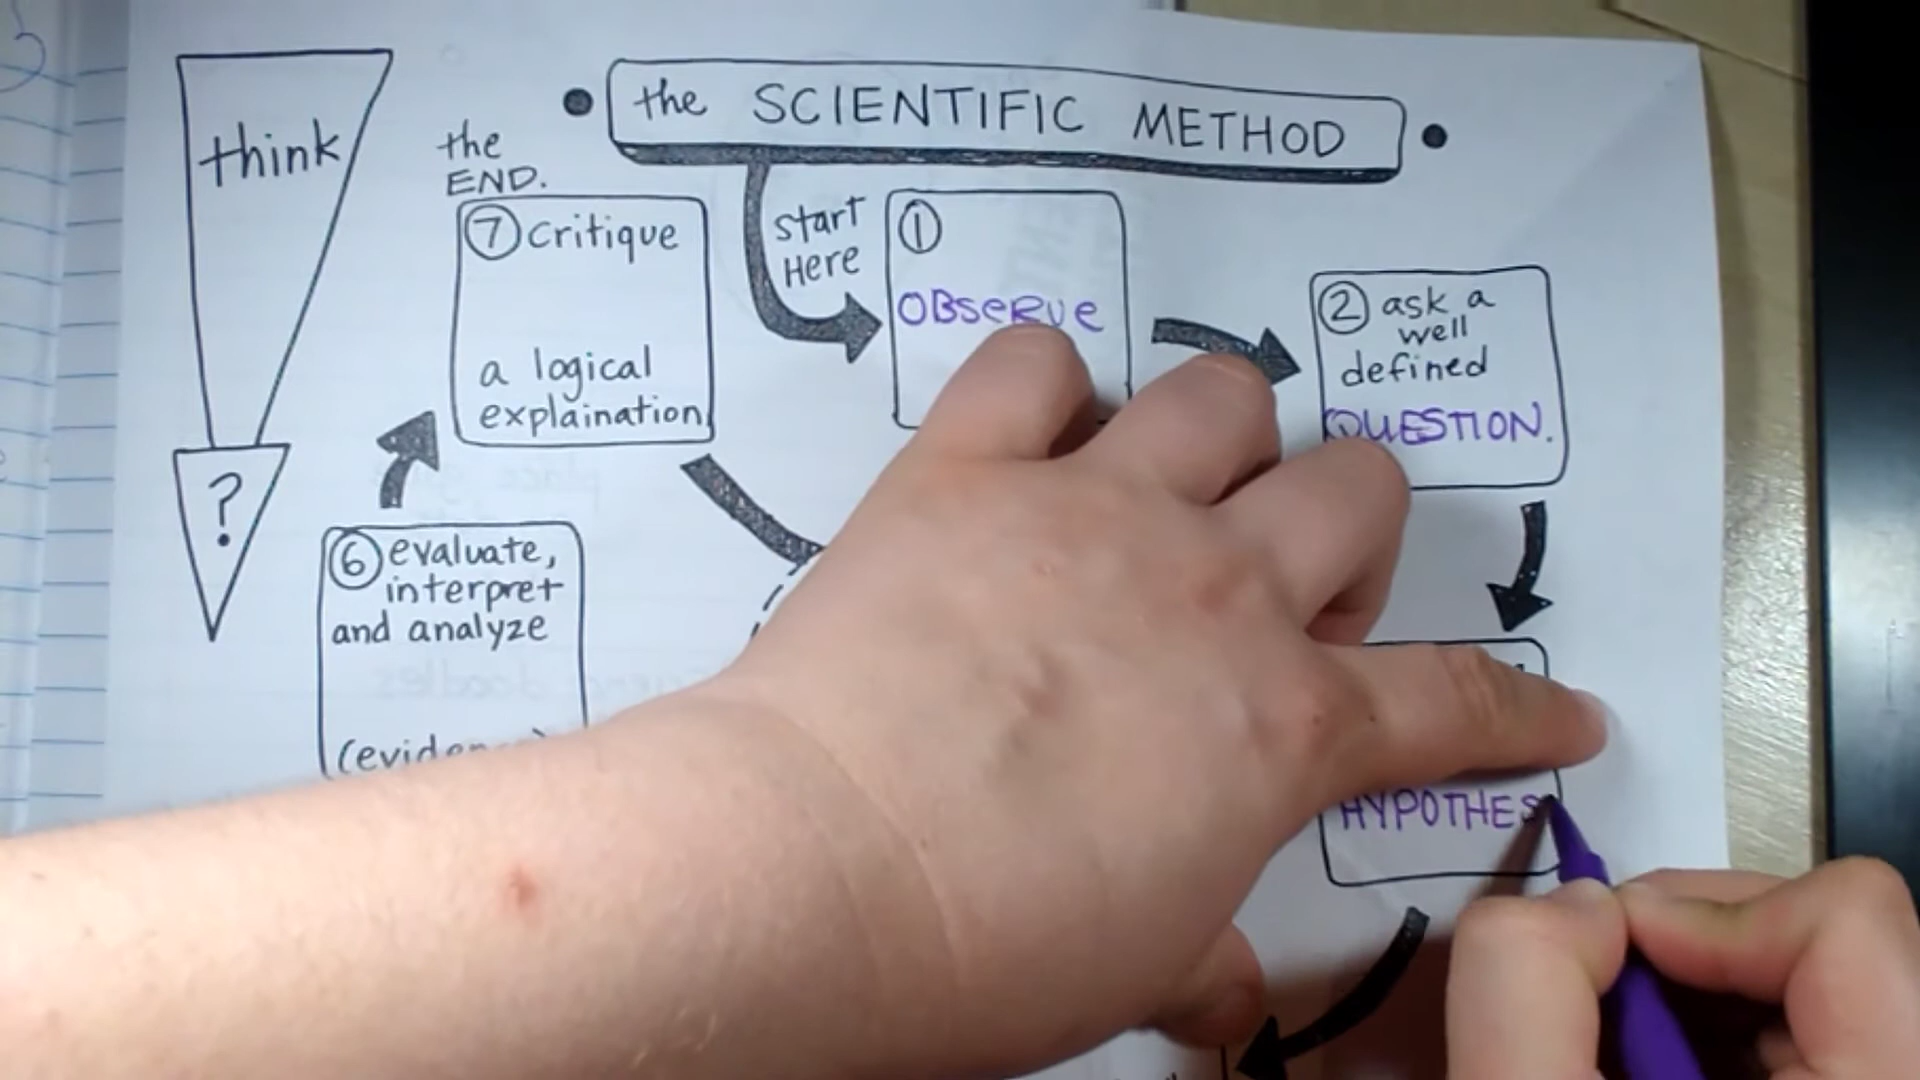 the SCIENTIFIC METHOD
think
?
the
END.
Start
Here
1
OBSERVE
2 ask a
well
defined
QUESTION.
HYPOTHES
6 evaluate,
interpret
and analyze
7 critique
a logical
explaination